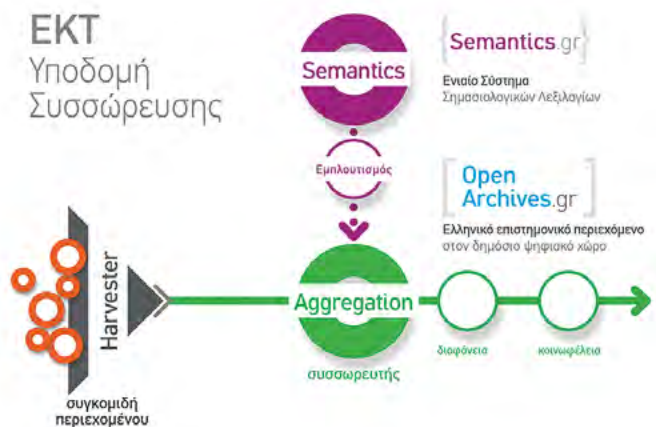 ΕΚΤ
Υποδομή
Συσσώρευσης
Semantics
{Semantics.gr}
Ενιαίο Σύστημα
Σημασιολογικών Λεξιλογίων
Εμπλουτισμός
[Open
Archives.gr]
Ελληνικό επιστημονικό περιεχόμενο
στον δημόσιο ψηφιακό χώρο
Harvester
Aggregation
διαφάνεια
κοινωφέλεια
συσσωρευτής
συγκομιδή
περιεχομένου